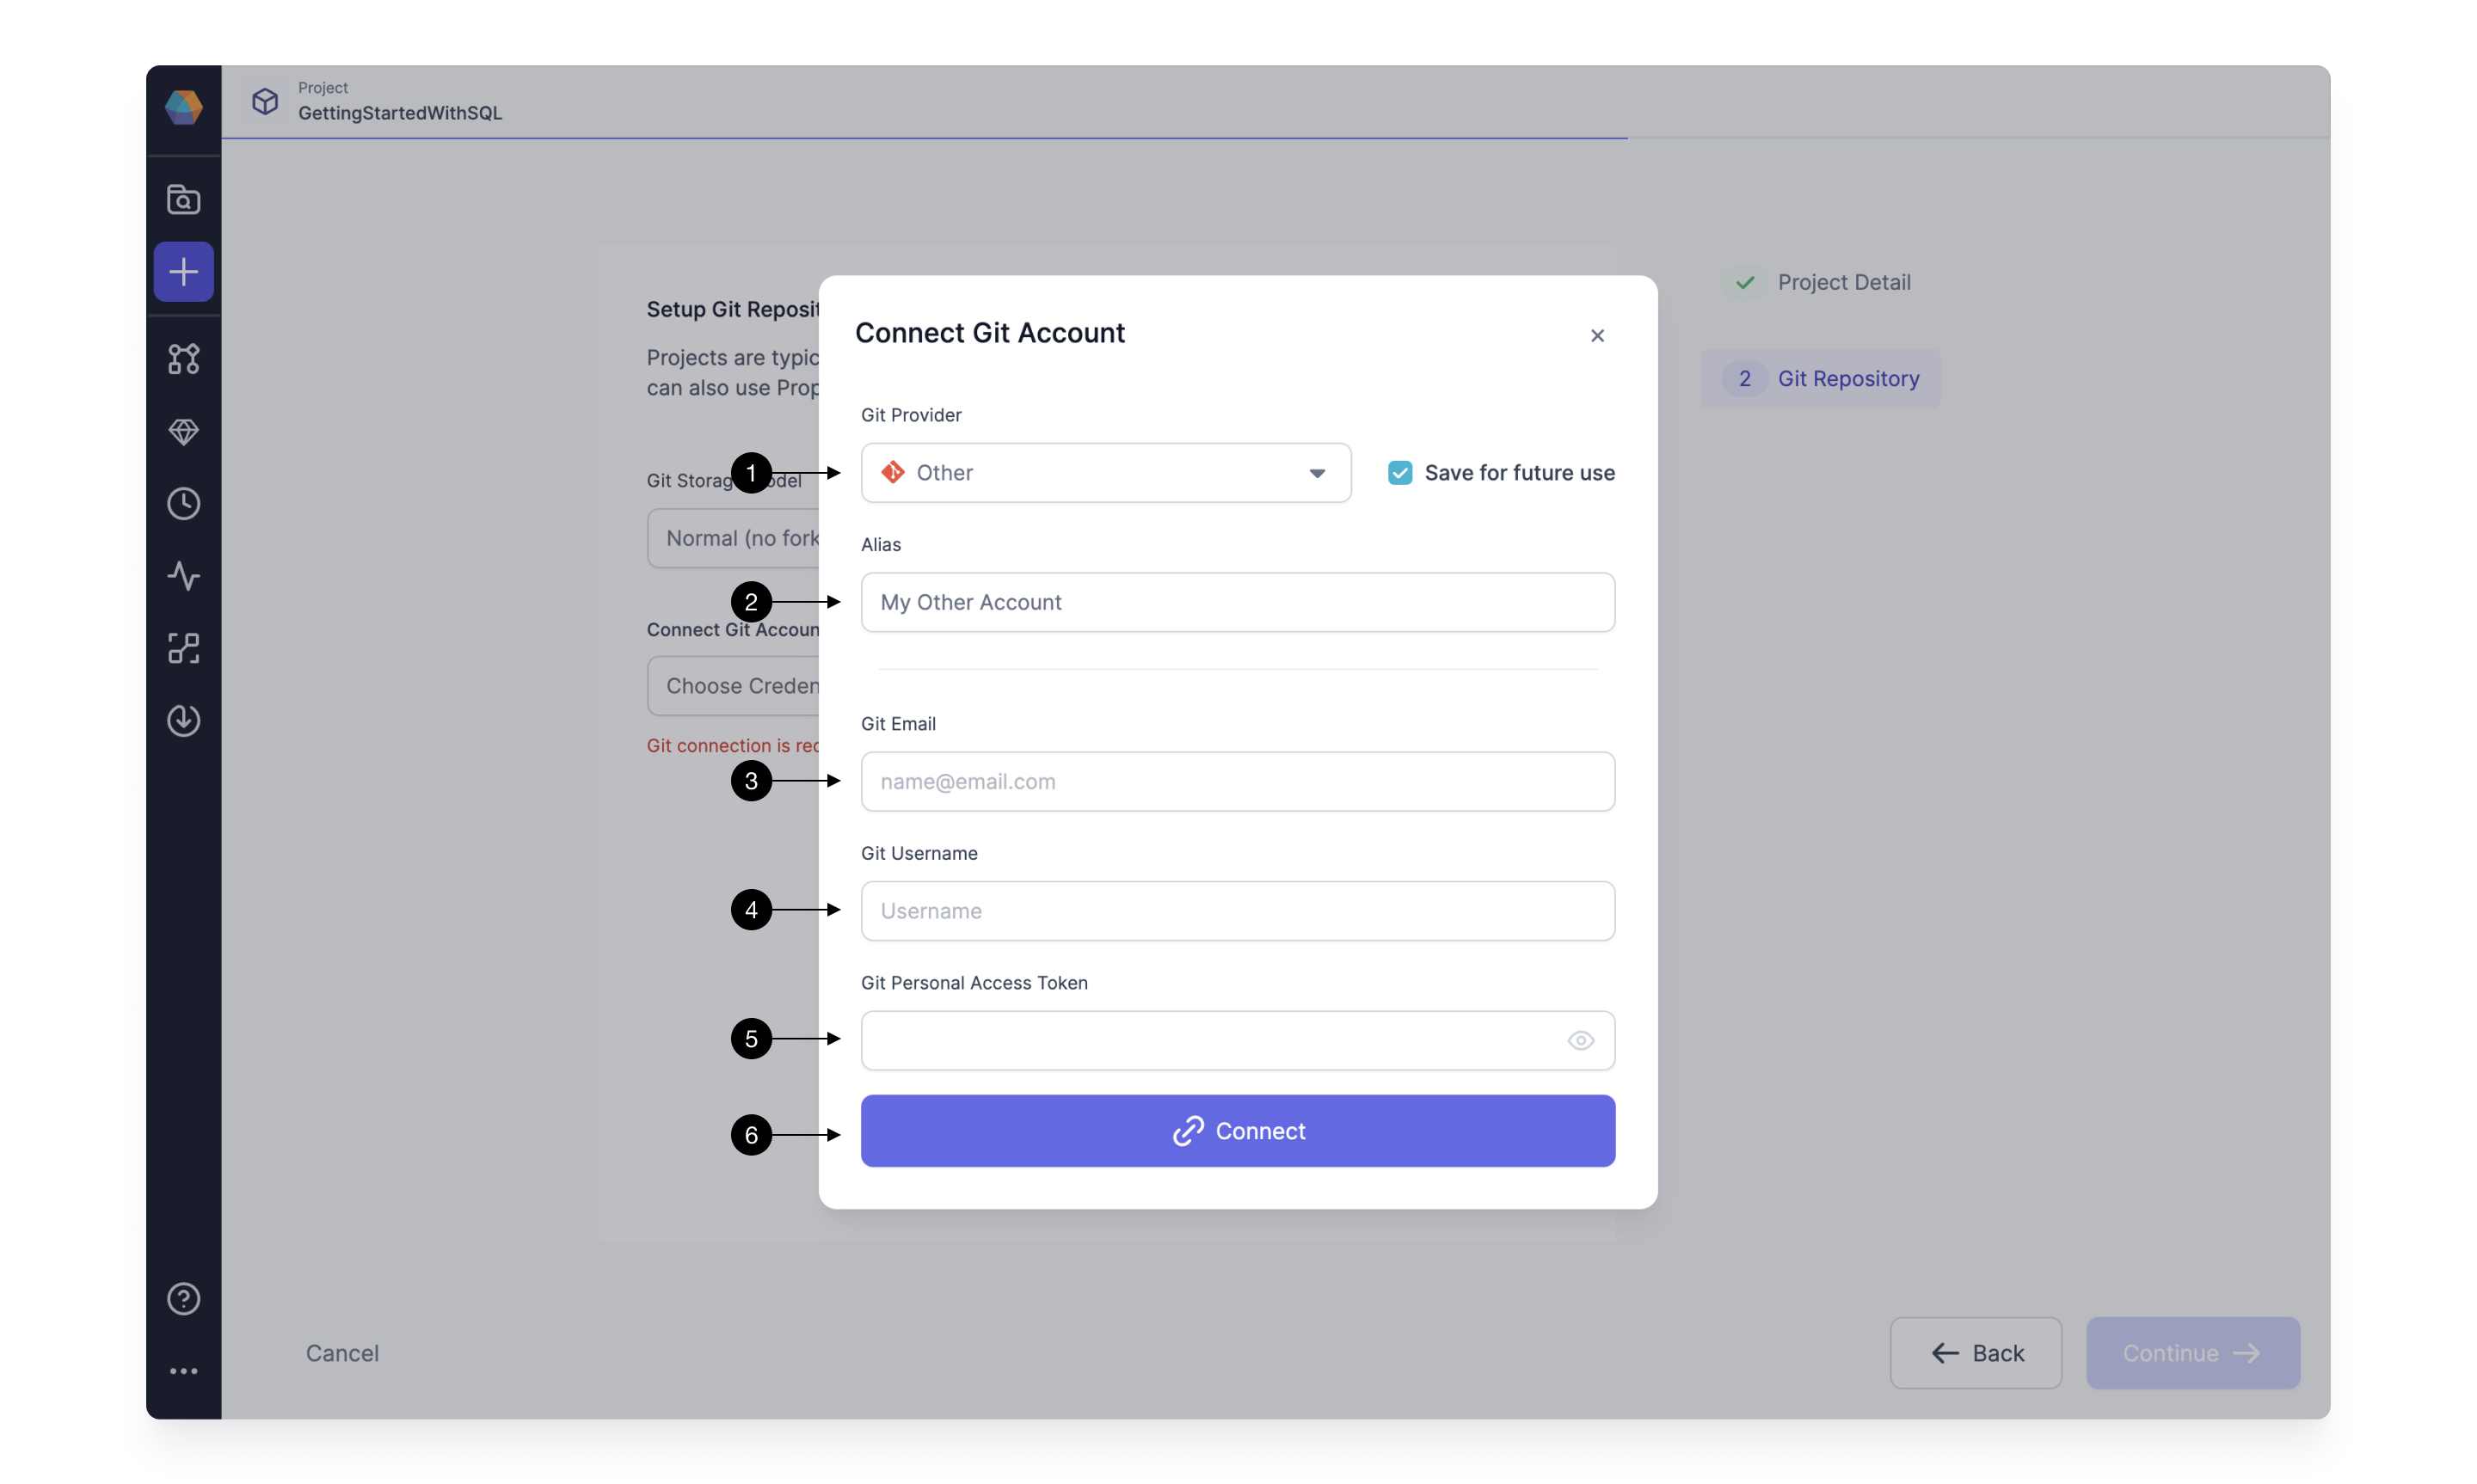 Project
GettingStartedWithSQL
Setup Git Reposit
Projects are typic
can also use Prop
Git Storag odel
Normal (no fork
Connect Git Accoun
Choose Creden
Git connection is rec
Connect Git Account
Git Provider
1
Other
Save for future use
Alias
2
My Other Account
Git Email
3
name@email.com
Git Username
4
Username
Git Personal Access Token
5
6
Connect
Project Detail
2 Git Repository
Cancel
Back
Continue